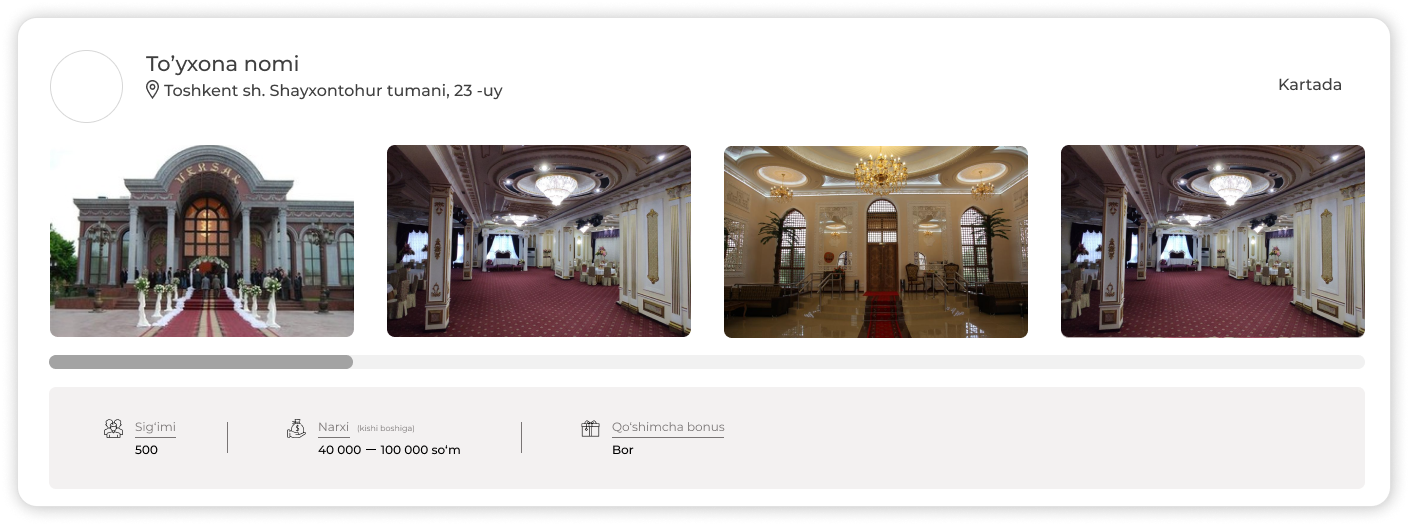 To’yxona nomi
Toshkent sh. Shayxontohur tumani, 23 -uy
Kartada
VERSAL
Sig‘imi
500
Narxi (kishi boshiga)
40 000 — 100 000 so‘m
Qo‘shimcha bonus
Bor